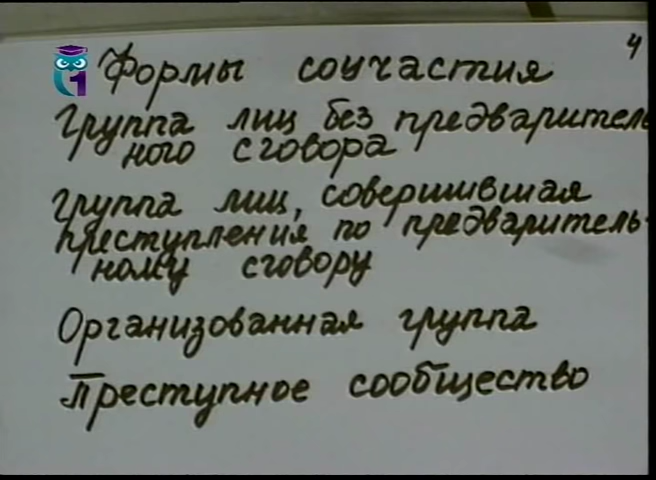 4
Формы соучастия
Группа лиц без предваритель
ного сговора
группа лиц, совершившая
преступления по предваритель-
ному сговору
Организованная группа
Преступное сообщество
1